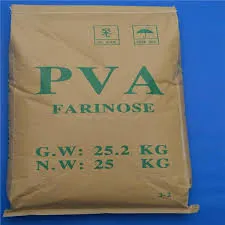 PVA
FARINOSE
G.W: 25.2 KG
N.W: 25 KG